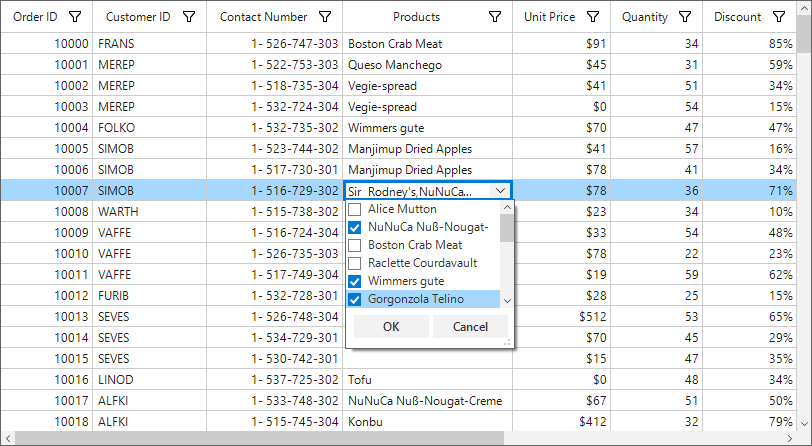 Order ID Customer ID Contact Number Products Unit Price Quantity Discount
10000 FRANS 1- 526-747-303 Boston Crab Meat $91 34 85%
10001 MEREP 1- 522-753-303 Queso Manchego $45 31 59%
10002 MEREP 1- 518-735-304 Vegie-spread $41 51 34%
10003 MEREP 1- 532-724-304 Vegie-spread $0 54 15%
10004 FOLKO 1- 532-735-302 Wimmers gute $70 47 47%
10005 SIMOB 1- 523-744-302 Manjimup Dried Apples $41 57 16%
10006 SIMOB 1- 517-730-301 Manjimup Dried Apples $78 41 34%
10007 SIMOB 1- 516-729-302 Sir Rodney's,NuNuCa... $78 36 71%
10008 WARTH 1- 515-738-302 Alice Mutton $23 34 10%
10009 VAFFE 1- 516-724-304 NuNuCa Nuß-Nougat- $33 54 48%
10010 VAFFE 1- 526-735-303 Boston Crab Meat $78 22 23%
10011 VAFFE 1- 517-749-304 Raclette Courdavault $19 59 62%
10012 FURIB 1- 532-728-301 Wimmers gute $28 25 15%
10013 SEVES 1- 526-748-304 Gorgonzola Telino $512 53 65%
10014 SEVES 1- 534-729-301 OK Cancel $70 45 29%
10015 SEVES 1- 530-742-301 $15 47 35%
10016 LINOD 1- 537-725-302 Tofu $0 48 34%
10017 ALFKI 1- 533-748-302 NuNuCa Nuß-Nougat-Creme $67 51 50%
10018 ALFKI 1- 515-745-304 Konbu $412 32 79%